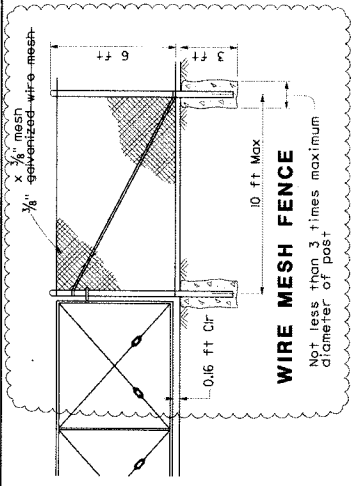 3/8" x 3/8" mesh
galvanized wire mesh
6 ft
3 ft
10 ft Max
0.16 ft Clr
WIRE MESH FENCE
Not less than 3 times maximum
diameter of post